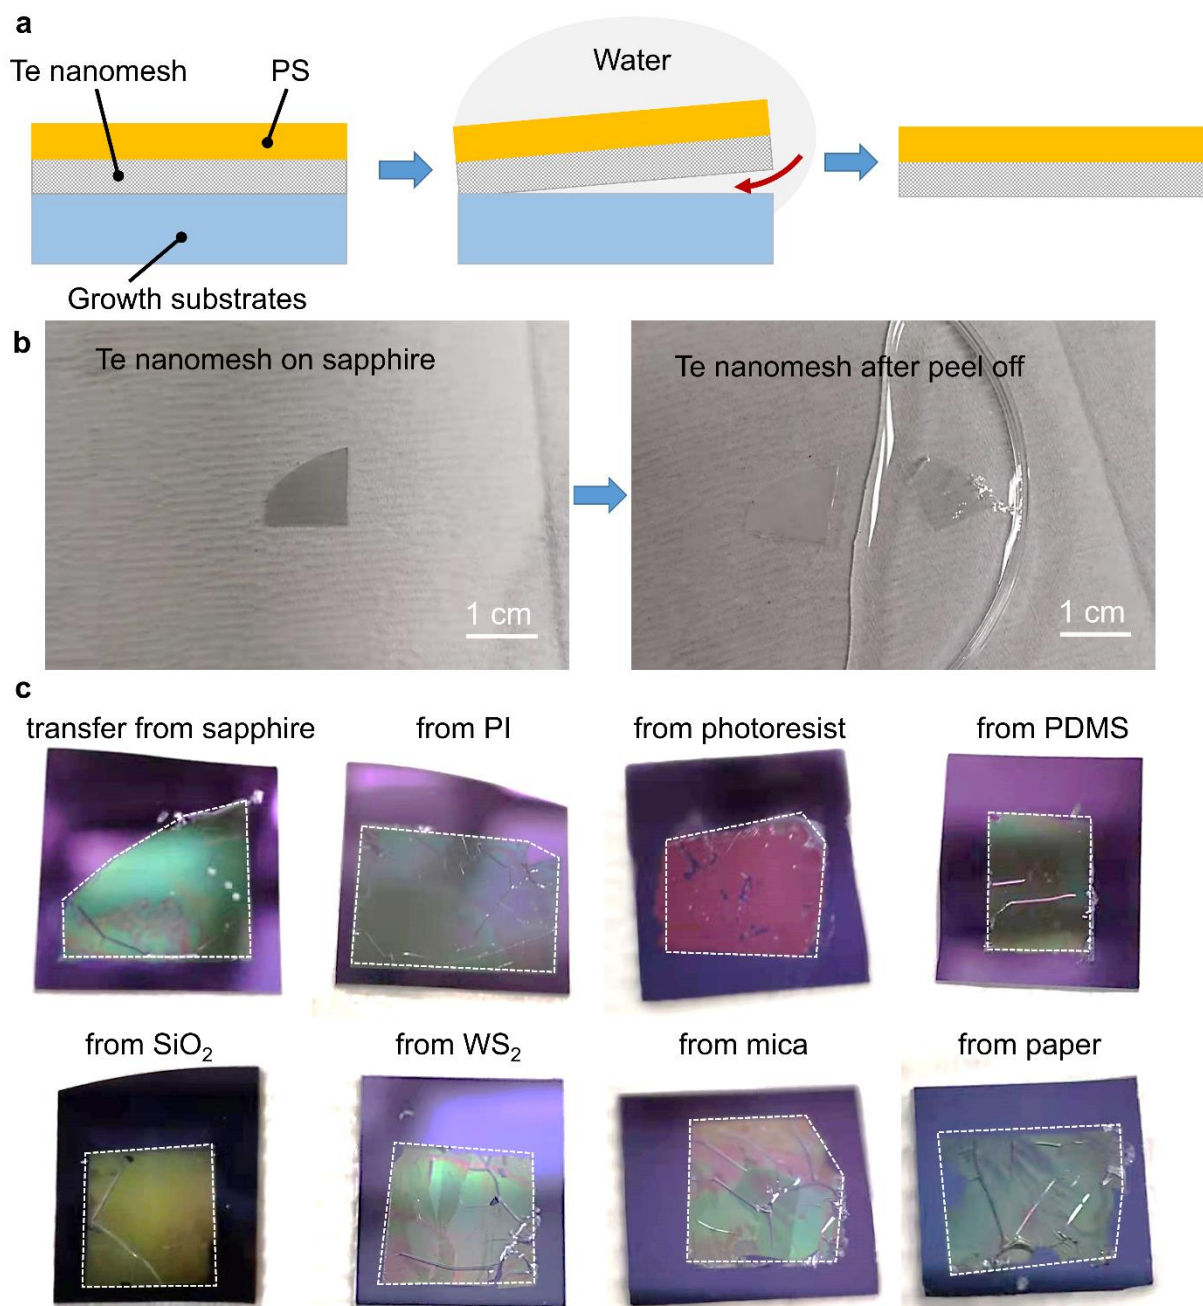 a
Te nanomesh
PS
Water
Growth substrates
b
Te nanomesh on sapphire
1 cm
Te nanomesh after peel off
1 cm
c
transfer from sapphire
from PI
from photoresist
from PDMS
from SiO₂
from WS₂
from mica
from paper